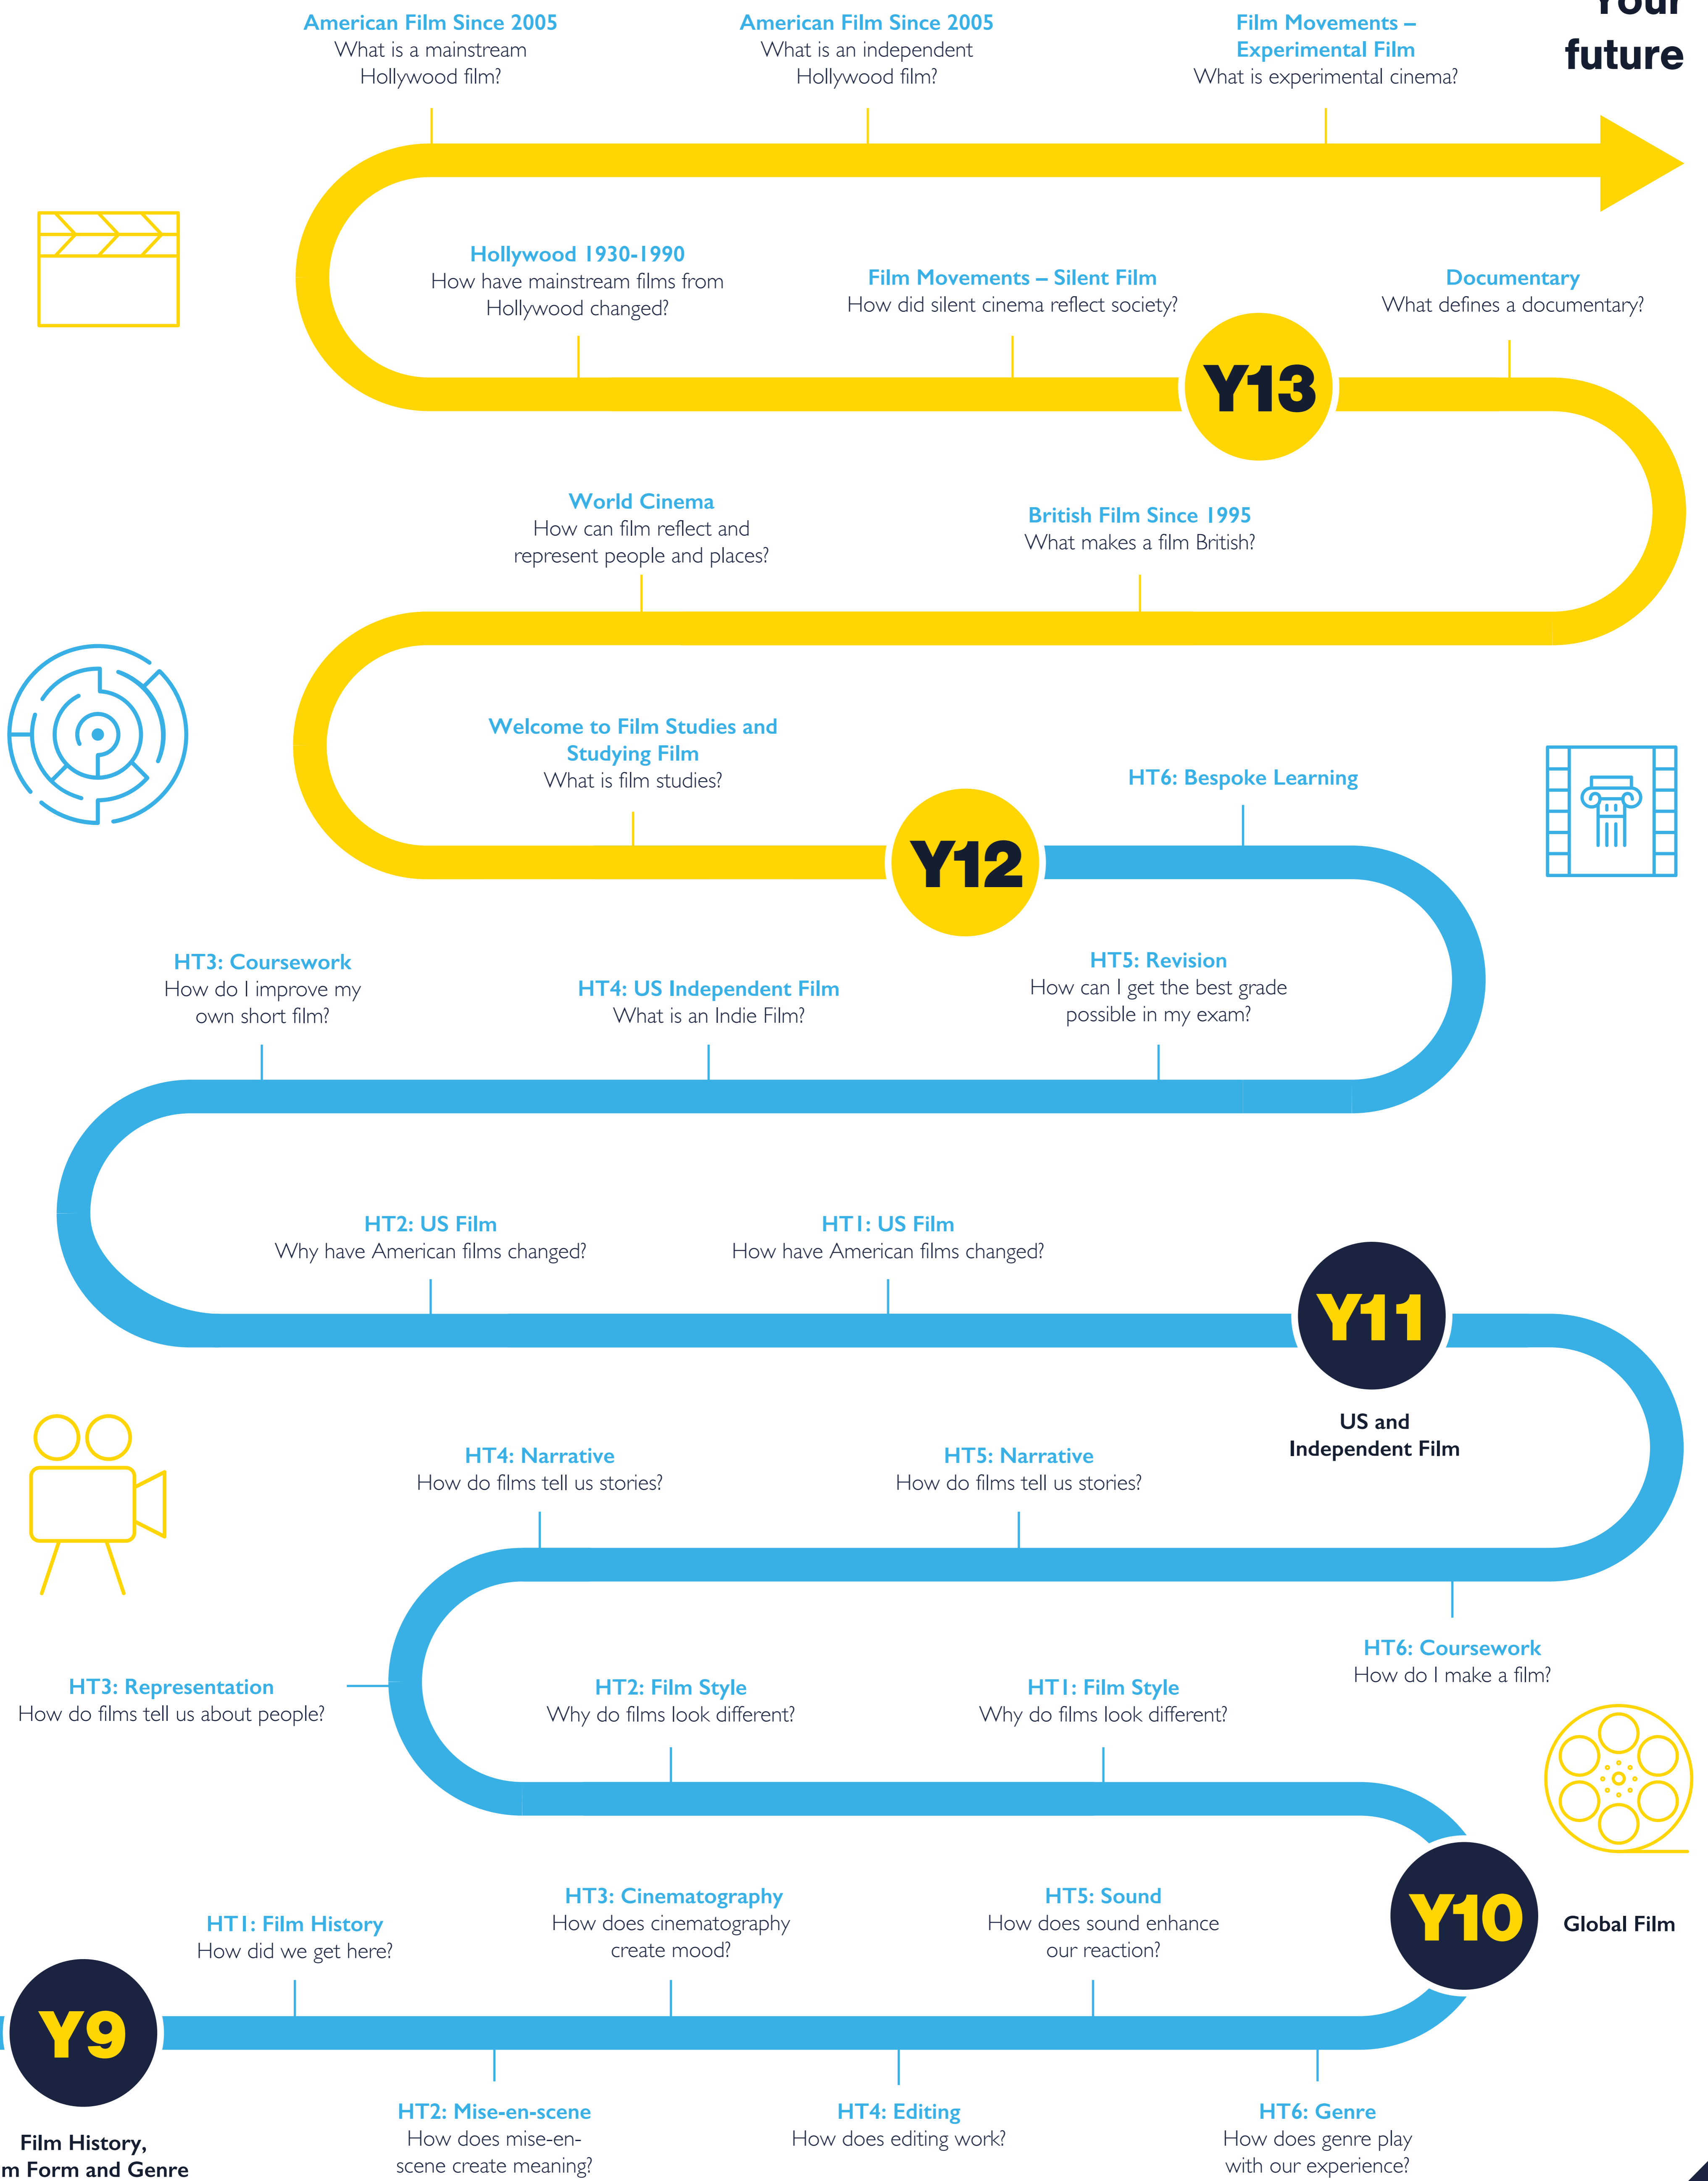 American Film Since 2005
What is a mainstream
Hollywood film?
American Film Since 2005
What is an independent
Hollywood film?
Film Movements –
Experimental Film
What is experimental cinema?
Your
future
Hollywood 1930-1990
How have mainstream films from
Hollywood changed?
Film Movements – Silent Film
How did silent cinema reflect society?
Y13
Documentary
What defines a documentary?
World Cinema
How can film reflect and
represent people and places?
British Film Since 1995
What makes a film British?
Welcome to Film Studies and
Studying Film
What is film studies?
Y12
HT6: Bespoke Learning
HT3: Coursework
How do I improve my
own short film?
HT4: US Independent Film
What is an Indie Film?
HT5: Revision
How can I get the best grade
possible in my exam?
HT2: US Film
Why have American films changed?
HT1: US Film
How have American films changed?
Y11
US and
Independent Film
HT4: Narrative
How do films tell us stories?
HT5: Narrative
How do films tell us stories?
HT6: Coursework
How do I make a film?
HT3: Representation
How do films tell us about people?
HT2: Film Style
Why do films look different?
HT1: Film Style
Why do films look different?
Y10
Global Film
HT1: Film History
How did we get here?
HT3: Cinematography
How does cinematography
create mood?
HT5: Sound
How does sound enhance
our reaction?
Y9
Film History,
m Form and Genre
HT2: Mise-en-scene
How does mise-en-
scene create meaning?
HT4: Editing
How does editing work?
HT6: Genre
How does genre play
with our experience?